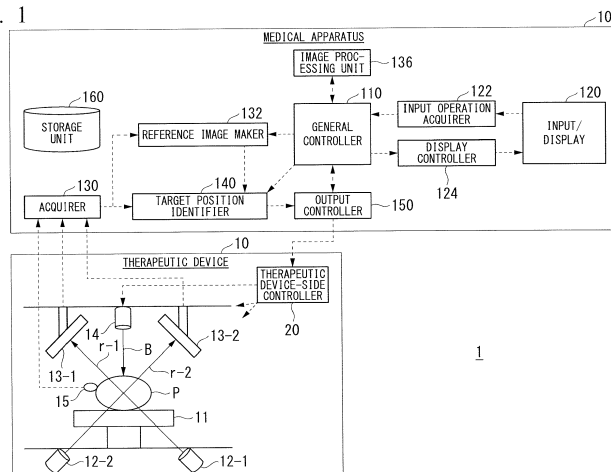 . 1
10
MEDICAL APPARATUS
IMAGE PROC-
ESSING UNIT
136
160
STORAGE
UNIT
132
REFERENCE IMAGE MAKER
110
GENERAL
CONTROLLER
122
INPUT OPERATION
ACQUIRER
120
INPUT/
DISPLAY
DISPLAY
CONTROLLER
124
130
ACQUIRER
140
TARGET POSITION
IDENTIFIER
OUTPUT
CONTROLLER
150
10
THERAPEUTIC DEVICE
THERAPEUTIC
DEVICE-SIDE
CONTROLLER
20
14
13-1
13-2
r-1
B
r-2
15
P
11
12-2
12-1
1